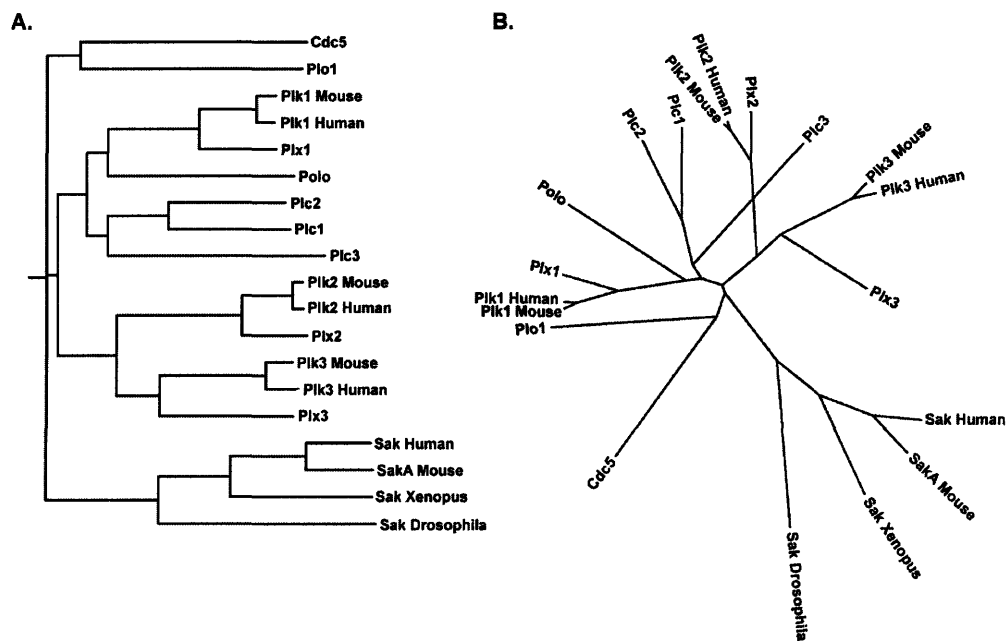 A.
Cdc5
Plo1
Plk1 Mouse
Plk1 Human
Plx1
Polo
Plc2
Plc1
Plc3
Plk2 Mouse
Plk2 Human
Plx2
Plk3 Mouse
Plk3 Human
Plx3
Sak Human
SakA Mouse
Sak Xenopus
Sak Drosophila
B.
Plk2 Human
Plk2 Mouse
Plx2
Plc1
Plc2
Plc3
Plk3 Mouse
Plk3 Human
Polo
Plx1
Plk1 Human
Plk1 Mouse
Plo1
Plx3
Cdc5
Sak Human
SakA Mouse
Sak Xenopus
Sak Drosophila